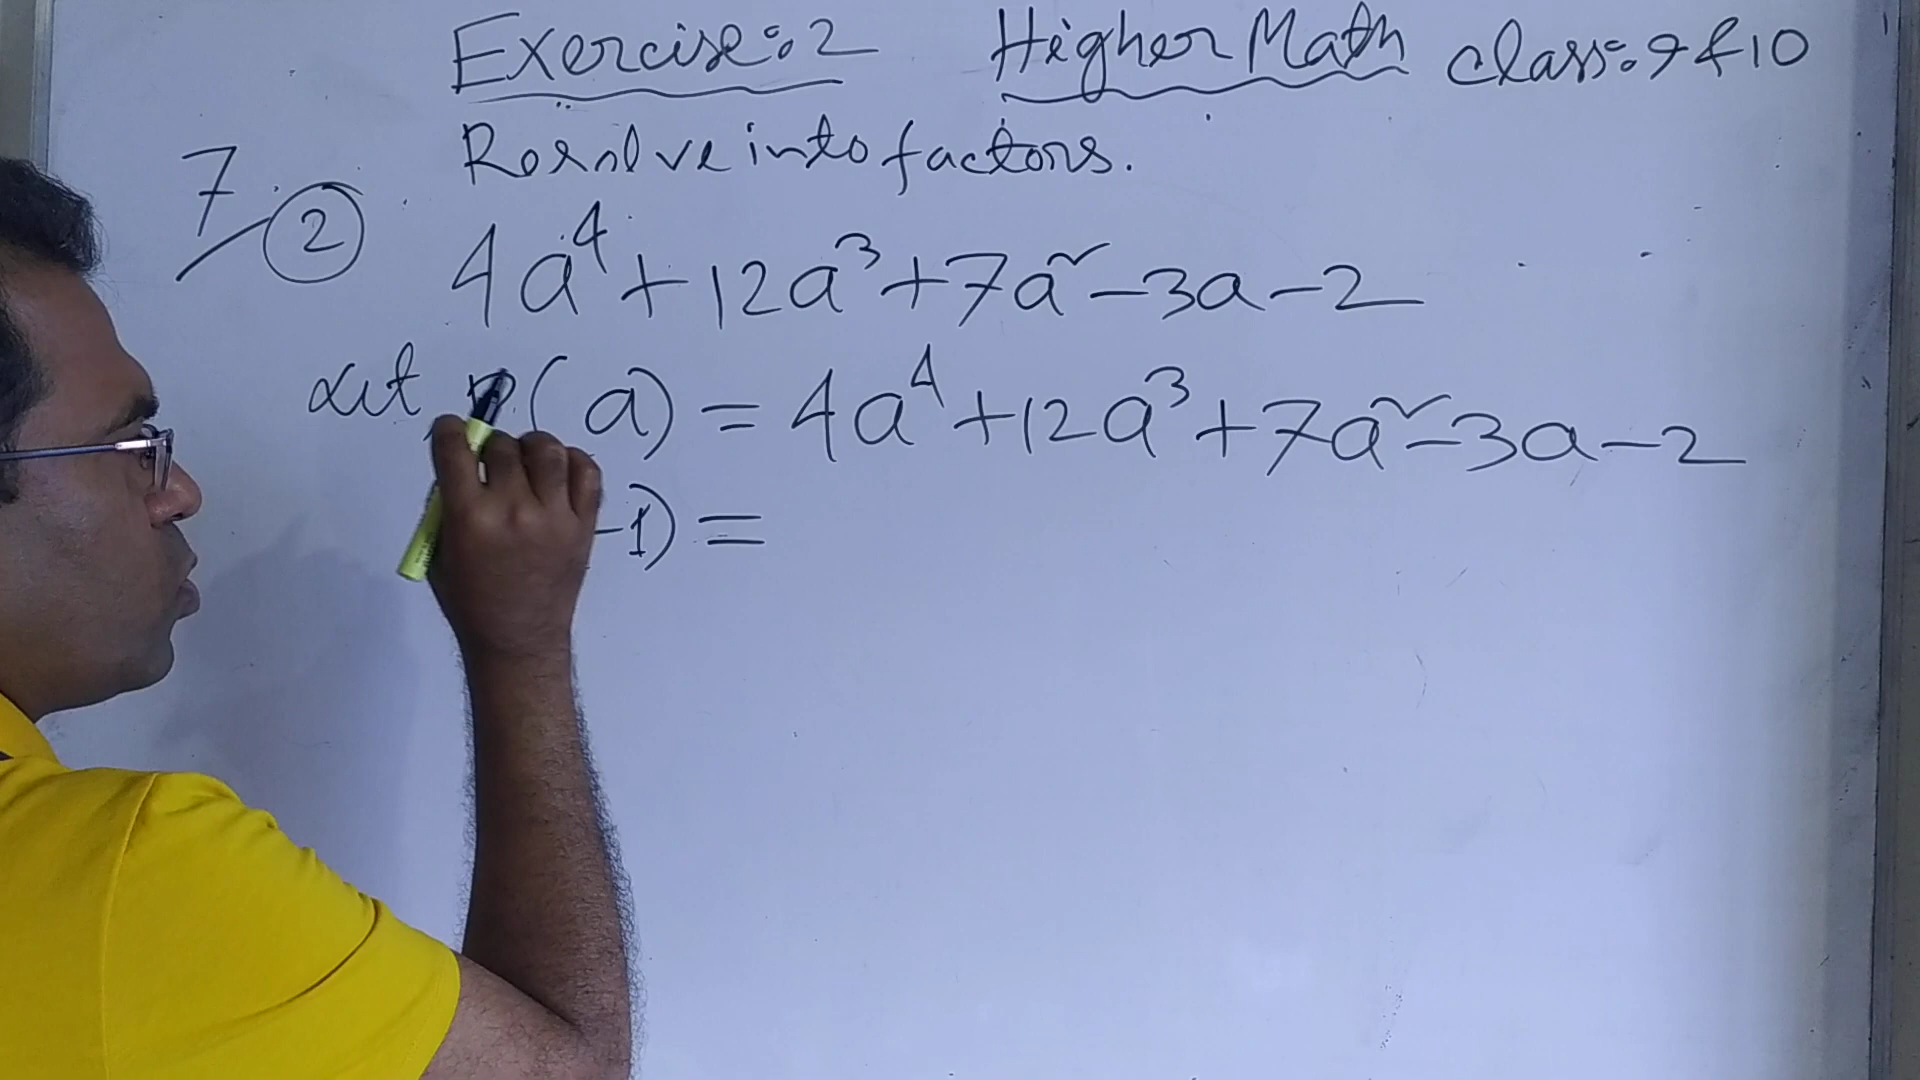 Exercise:2 Higher Math class:9 & 10
Resolve into factors.
7 ②
4a⁴+12a³+7a²-3a-2
Let p(a) = 4a⁴+12a³+7a²-3a-2
-1) =